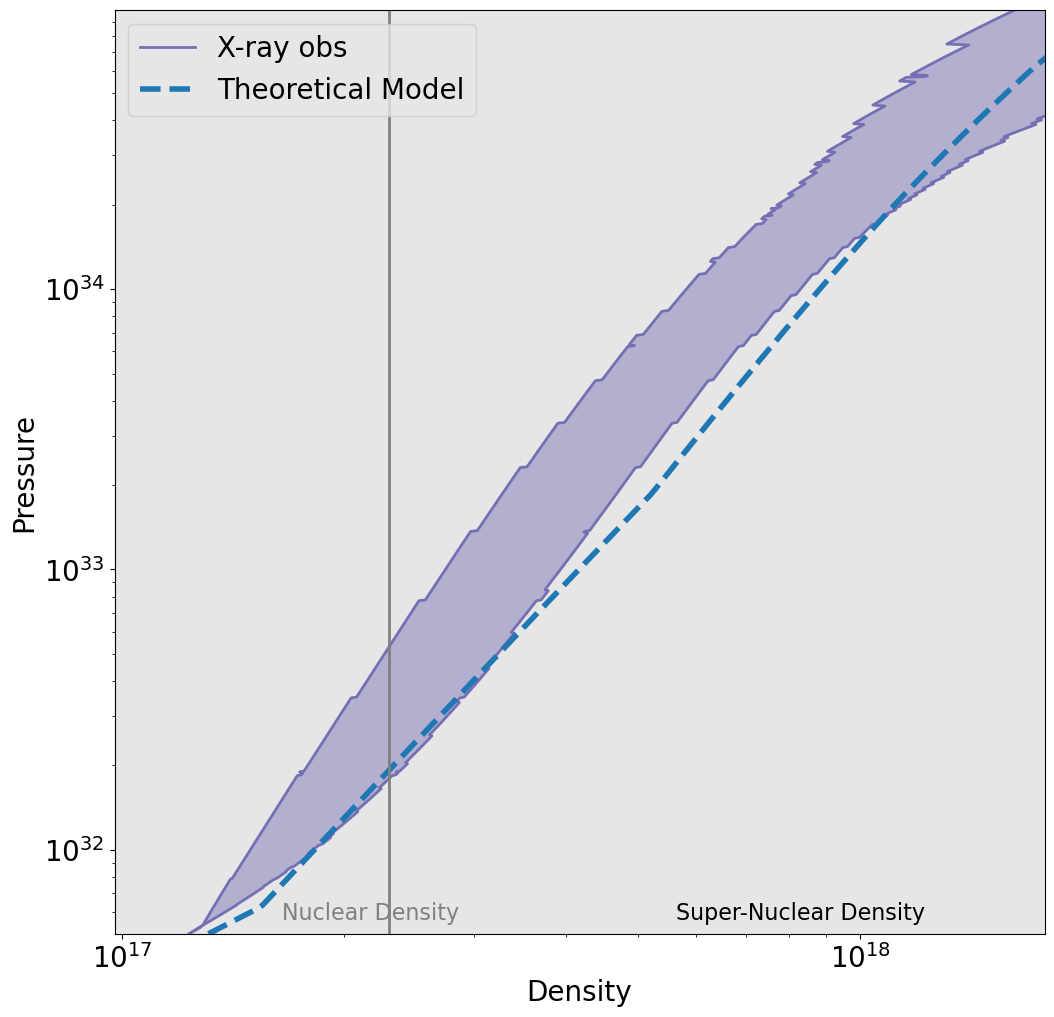 X-ray obs
Theoretical Model
10^34
10^33
10^32
Pressure
Nuclear Density
Super-Nuclear Density
10^17
10^18
Density